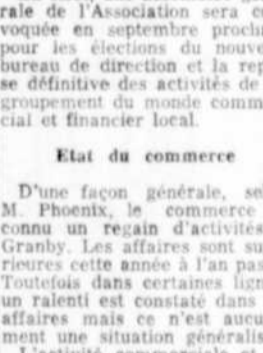 rale de l'Association sera co
voquée en septembre prochi
pour les élections du nouve
bureau de direction et la rep
se définitive des activités de
groupement du monde comm
cial et financier local.
Etat du commerce
D'une façon générale, se
M. Phoenix, le commerce
connu un regain d'activités
Granby. Les affaires sont su
rieures cette année à l'an pas
Toutefois dans certaines lign
un ralenti est constaté dans
affaires mais ce n'est aucu
ment une situation généralis